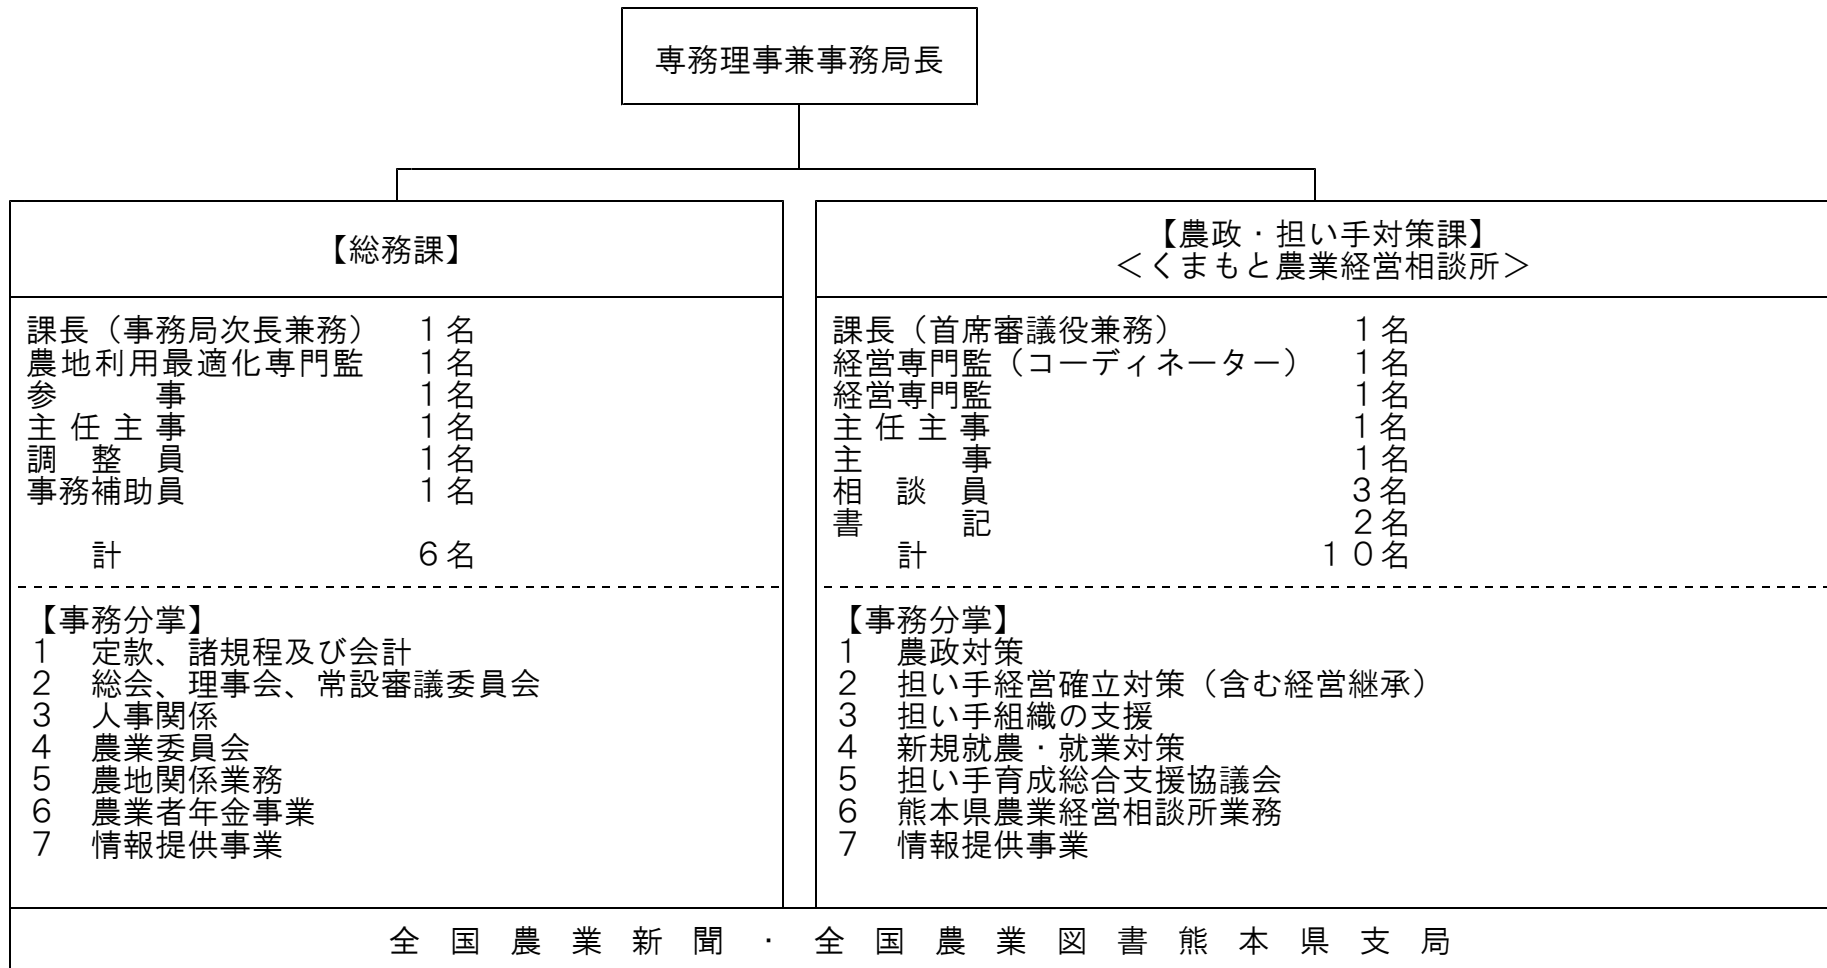 専務理事兼事務局長
【総務課】
課長（事務局次長兼務）　１名
農地利用最適化専門監　１名
参　　　事　１名
主 任 主 事　１名
調　整　員　１名
事務補助員　１名
計　６名
【事務分掌】
１　定款、諸規程及び会計
２　総会、理事会、常設審議委員会
３　人事関係
４　農業委員会
５　農地関係業務
６　農業者年金事業
７　情報提供事業
【農政・担い手対策課】
＜くまもと農業経営相談所＞
課長（首席審議役兼務）　１名
経営専門監（コーディネーター）　１名
経営専門監　１名
主 任 主 事　１名
主　　　事　１名
相　談　員　３名
書　　　記　２名
計　１０名
【事務分掌】
１　農政対策
２　担い手経営確立対策（含む経営継承）
３　担い手組織の支援
４　新規就農・就業対策
５　担い手育成総合支援協議会
６　熊本県農業経営相談所業務
７　情報提供事業
全　国　農　業　新　聞　・　全　国　農　業　図　書　熊　本　県　支　局